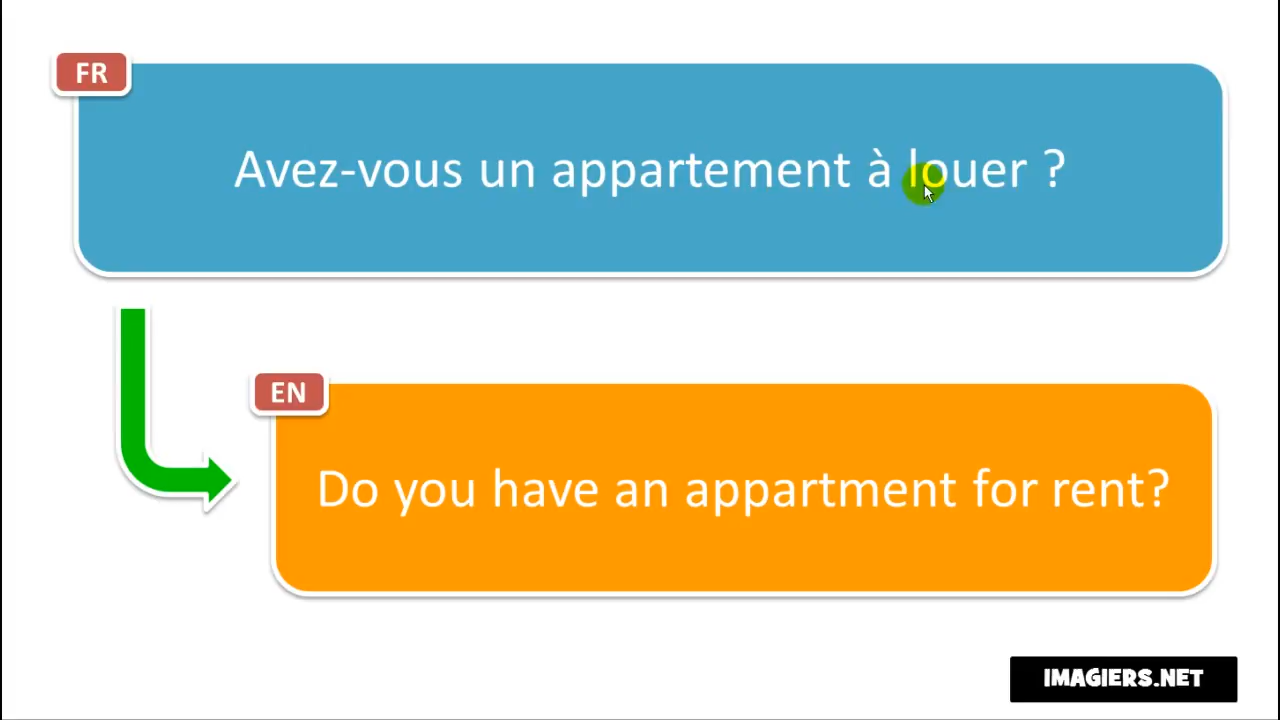 FR
Avez-vous un appartement à louer ?
EN
Do you have an appartment for rent?
IMAGIERS.NET